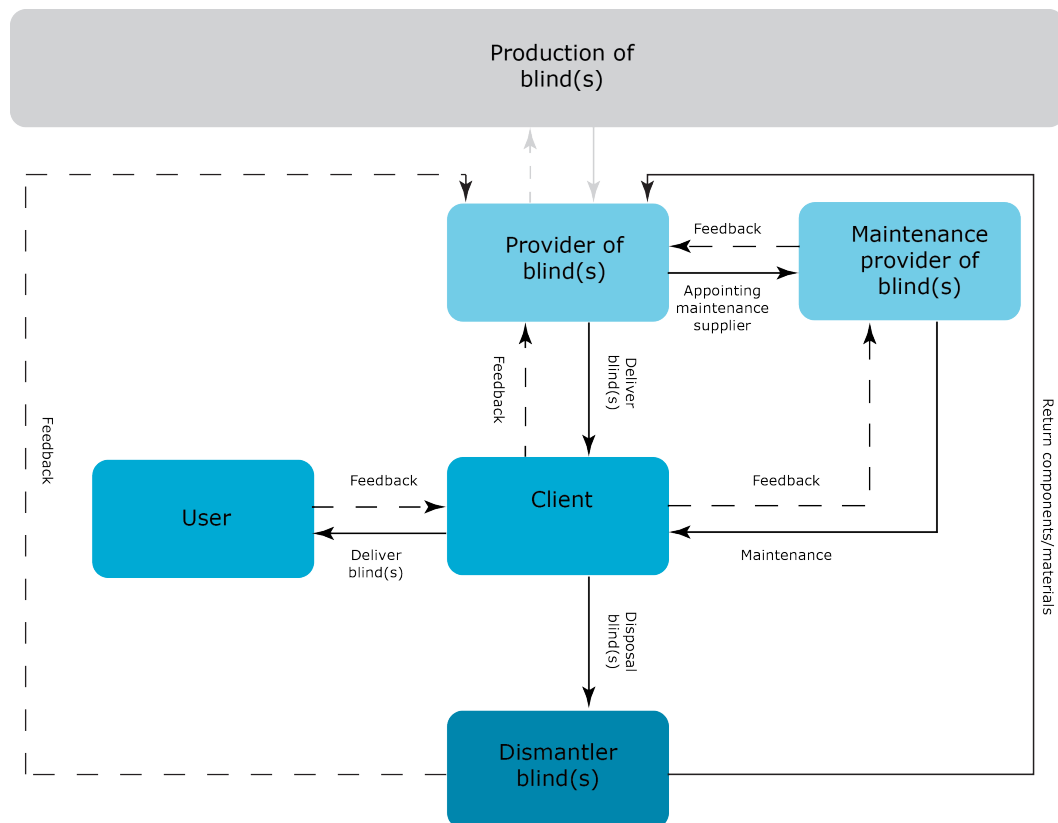 Production of
blind(s)
Provider of
blind(s)
Feedback
Maintenance
provider of
blind(s)
Appointing
maintenance
supplier
Feedback
Deliver
blind(s)
Feedback
Return components/materials
User
Feedback
Deliver
blind(s)
Client
Feedback
Maintenance
Disposal
blind(s)
Dismantler
blind(s)